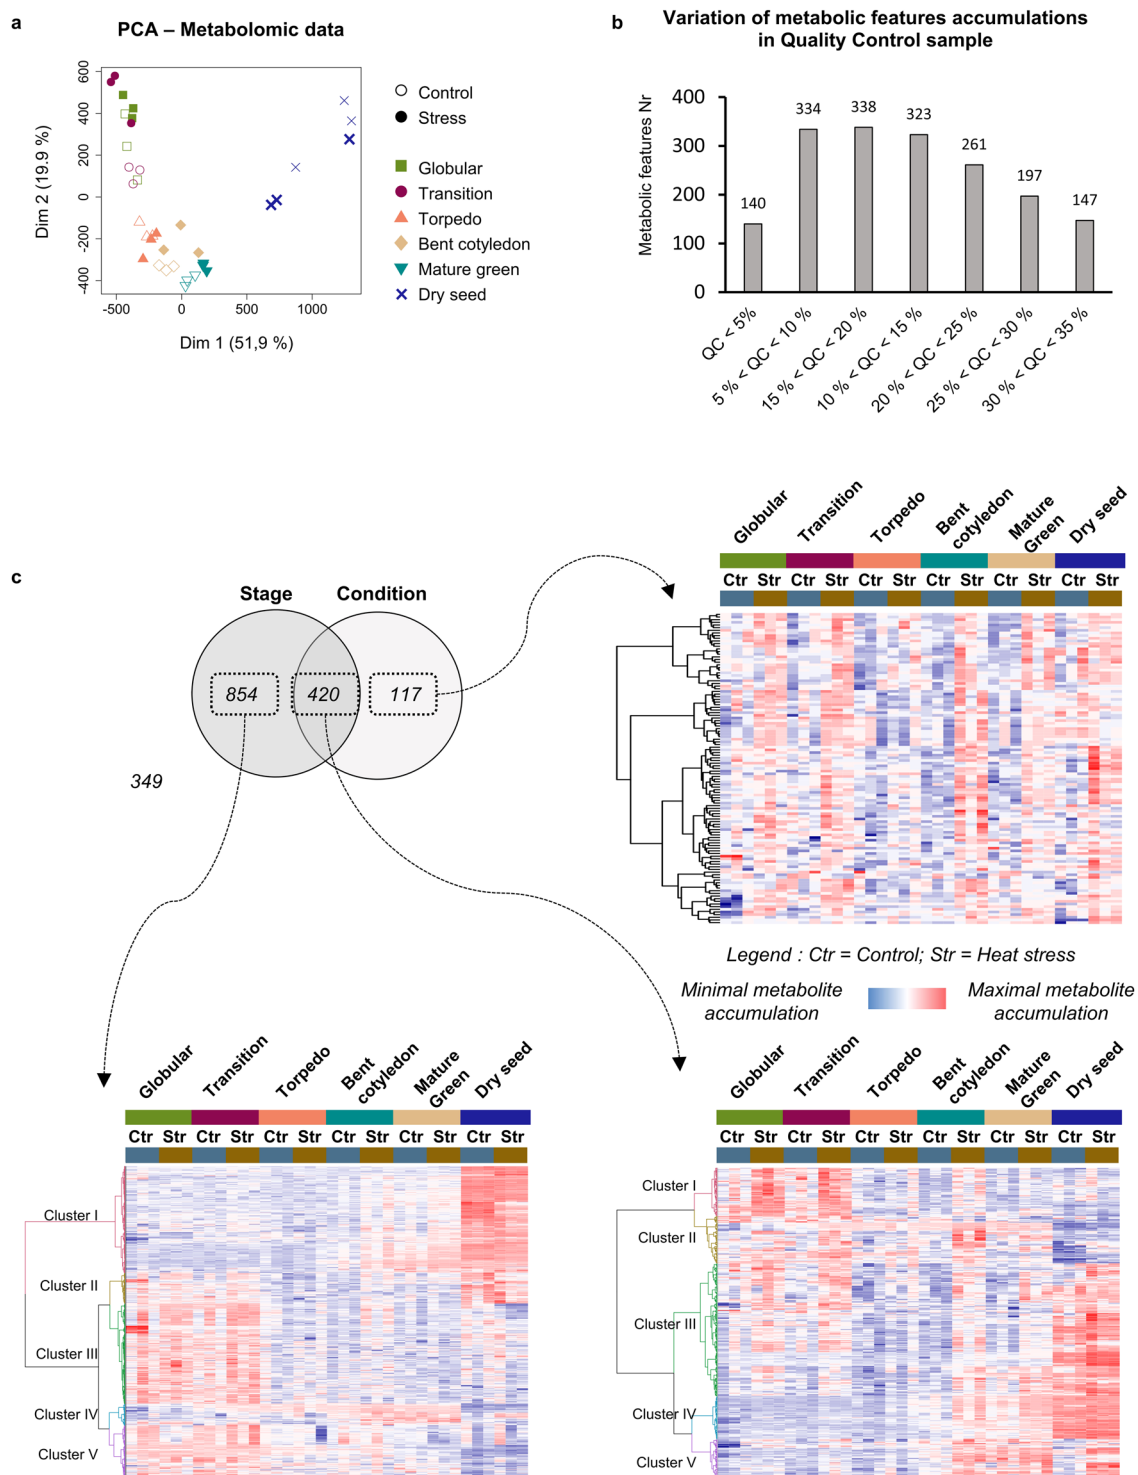 a
PCA – Metabolomic data
600
400
200
0
-200
-400
Dim 2 (19.9 %)
-500
0
500
1000
Dim 1 (51,9 %)
Control
Stress
Globular
Transition
Torpedo
Bent cotyledon
Mature green
Dry seed
b
Variation of metabolic features accumulations
in Quality Control sample
Metabolic features Nr
400
300
200
100
0
140
334
338
323
261
197
147
QC < 5%
5 % < QC < 10 %
15 % < QC < 20 %
10 % < QC < 15 %
20 % < QC < 25 %
25 % < QC < 30 %
30 % < QC < 35 %
c
Stage
Condition
854
420
117
349
Globular
Transition
Torpedo
Bent
cotyledon
Mature
Green
Dry seed
Ctr Str Ctr Str Ctr Str Ctr Str Ctr Str Ctr Str
Legend : Ctr = Control; Str = Heat stress
Minimal metabolite
accumulation
Maximal metabolite
accumulation
Globular
Transition
Torpedo
Bent
cotyledon
Mature
Green
Dry seed
Ctr Str Ctr Str Ctr Str Ctr Str Ctr Str Ctr Str
Cluster I
Cluster II
Cluster III
Cluster IV
Cluster V
Globular
Transition
Torpedo
Bent
cotyledon
Mature
Green
Dry seed
Ctr Str Ctr Str Ctr Str Ctr Str Ctr Str Ctr Str
Cluster I
Cluster II
Cluster III
Cluster IV
Cluster V